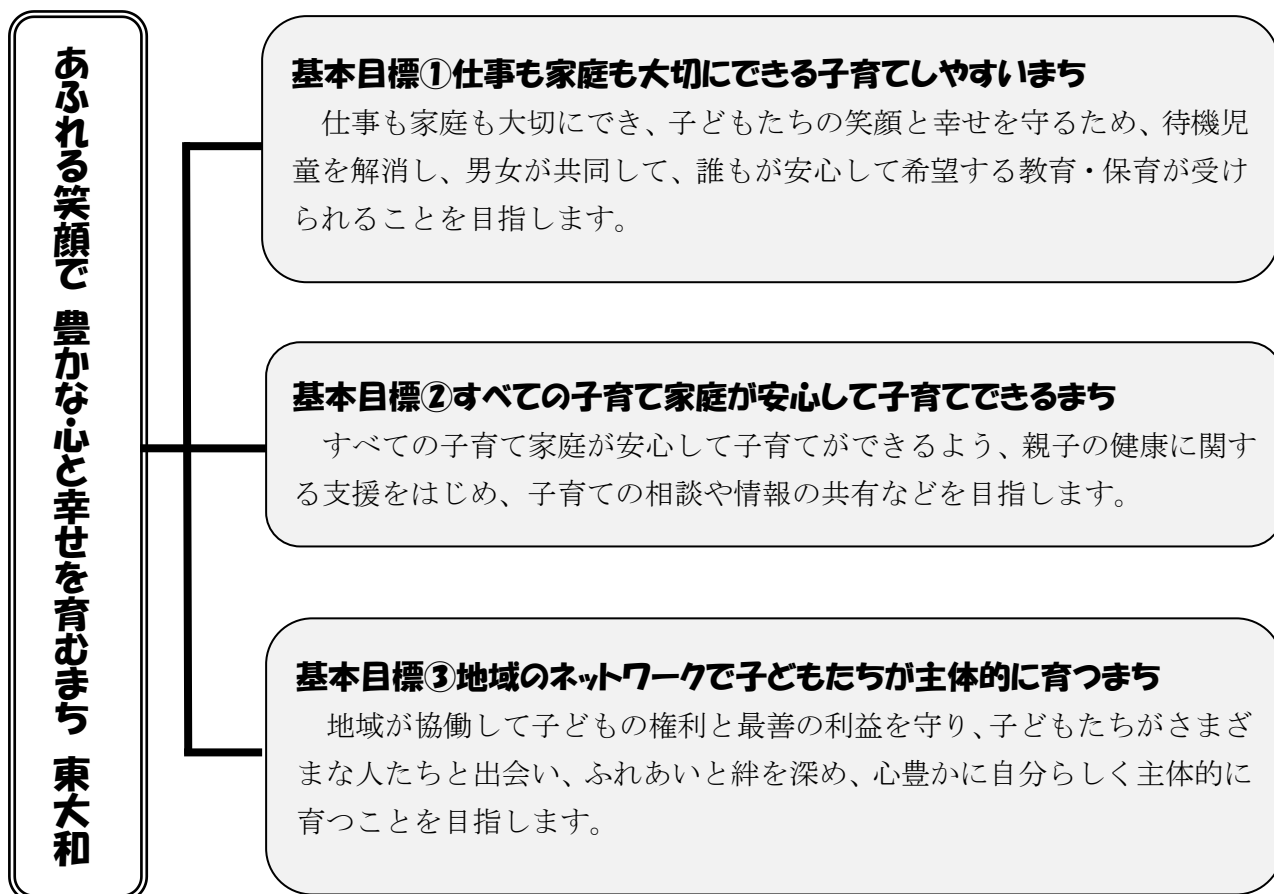 あふれる笑顔で 豊かな心と幸せを育むまち 東大和
基本目標①仕事も家庭も大切にできる子育てしやすいまち
仕事も家庭も大切にでき、子どもたちの笑顔と幸せを守るため、待機児
童を解消し、男女が共同して、誰もが安心して希望する教育・保育が受け
られることを目指します。
基本目標②すべての子育て家庭が安心して子育てできるまち
すべての子育て家庭が安心して子育てができるよう、親子の健康に関す
る支援をはじめ、子育ての相談や情報の共有などを目指します。
基本目標③地域のネットワークで子どもたちが主体的に育つまち
地域が協働して子どもの権利と最善の利益を守り、子どもたちがさまざ
まな人たちと出会い、ふれあいと絆を深め、心豊かに自分らしく主体的に
育つことを目指します。